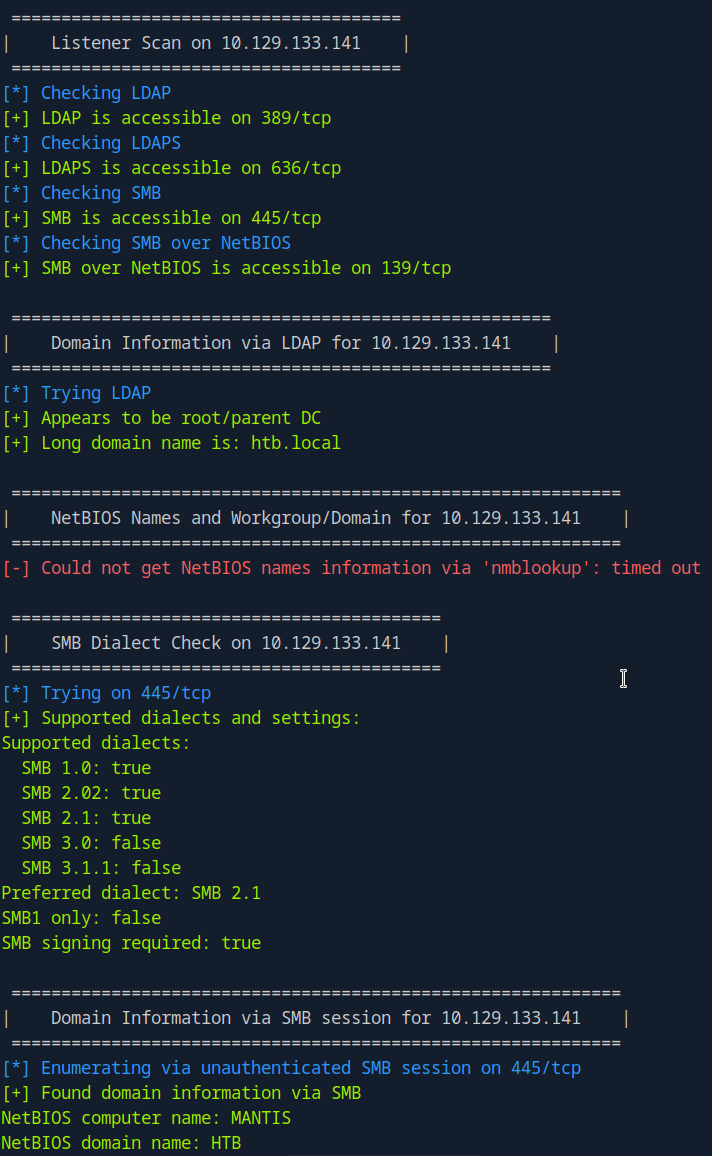 =======================================
|    Listener Scan on 10.129.133.141    |
 =======================================
[*] Checking LDAP
[+] LDAP is accessible on 389/tcp
[*] Checking LDAPS
[+] LDAPS is accessible on 636/tcp
[*] Checking SMB
[+] SMB is accessible on 445/tcp
[*] Checking SMB over NetBIOS
[+] SMB over NetBIOS is accessible on 139/tcp
 ======================================================
|    Domain Information via LDAP for 10.129.133.141    |
 ======================================================
[*] Trying LDAP
[+] Appears to be root/parent DC
[+] Long domain name is: htb.local
 =============================================================
|    NetBIOS Names and Workgroup/Domain for 10.129.133.141    |
 =============================================================
[-] Could not get NetBIOS names information via 'nmblookup': timed out
 ===========================================
|    SMB Dialect Check on 10.129.133.141    |
 ===========================================
[*] Trying on 445/tcp
[+] Supported dialects and settings:
Supported dialects:
  SMB 1.0: true
  SMB 2.02: true
  SMB 2.1: true
  SMB 3.0: false
  SMB 3.1.1: false
Preferred dialect: SMB 2.1
SMB1 only: false
SMB signing required: true
 =============================================================
|    Domain Information via SMB session for 10.129.133.141    |
 =============================================================
[*] Enumerating via unauthenticated SMB session on 445/tcp
[+] Found domain information via SMB
NetBIOS computer name: MANTIS
NetBIOS domain name: HTB